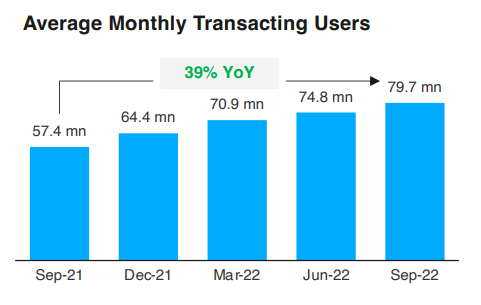 Average Monthly Transacting Users
39% YoY
57.4 mn
64.4 mn
70.9 mn
74.8 mn
79.7 mn
Sep-21
Dec-21
Mar-22
Jun-22
Sep-22